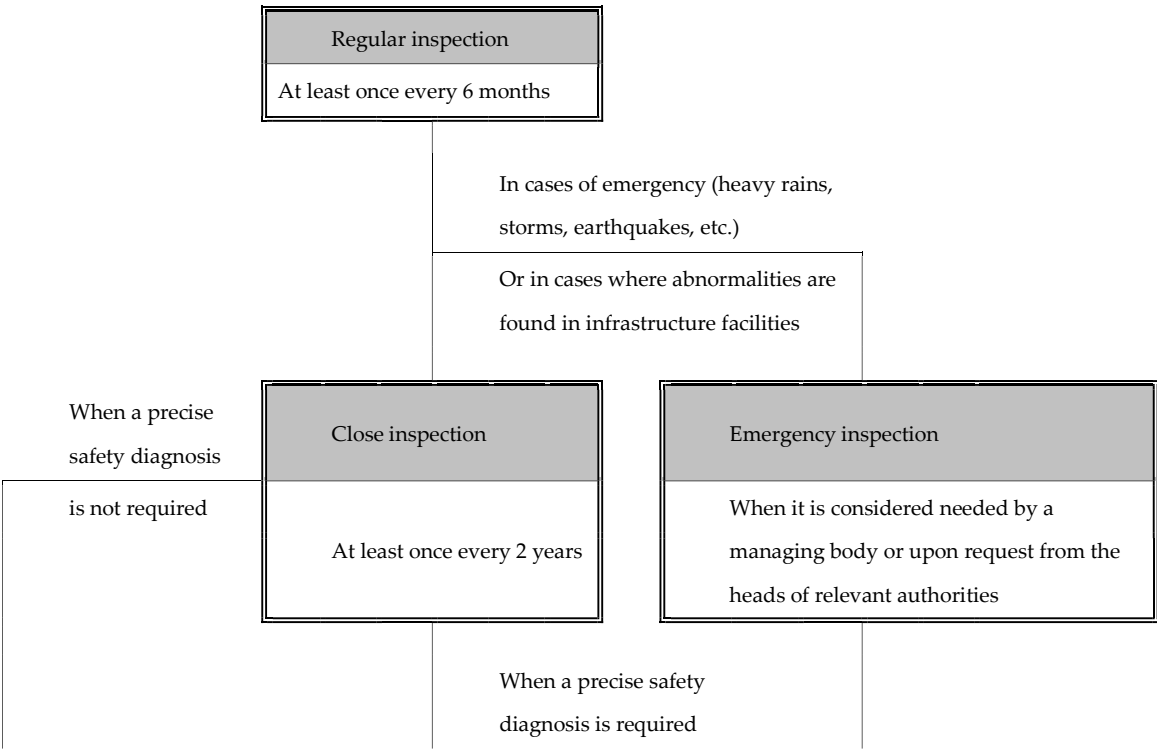 Regular inspection
At least once every 6 months
In cases of emergency (heavy rains,
storms, earthquakes, etc.)
Or in cases where abnormalities are
found in infrastructure facilities
When a precise
safety diagnosis
is not required
Close inspection
At least once every 2 years
Emergency inspection
When it is considered needed by a
managing body or upon request from the
heads of relevant authorities
When a precise safety
diagnosis is required